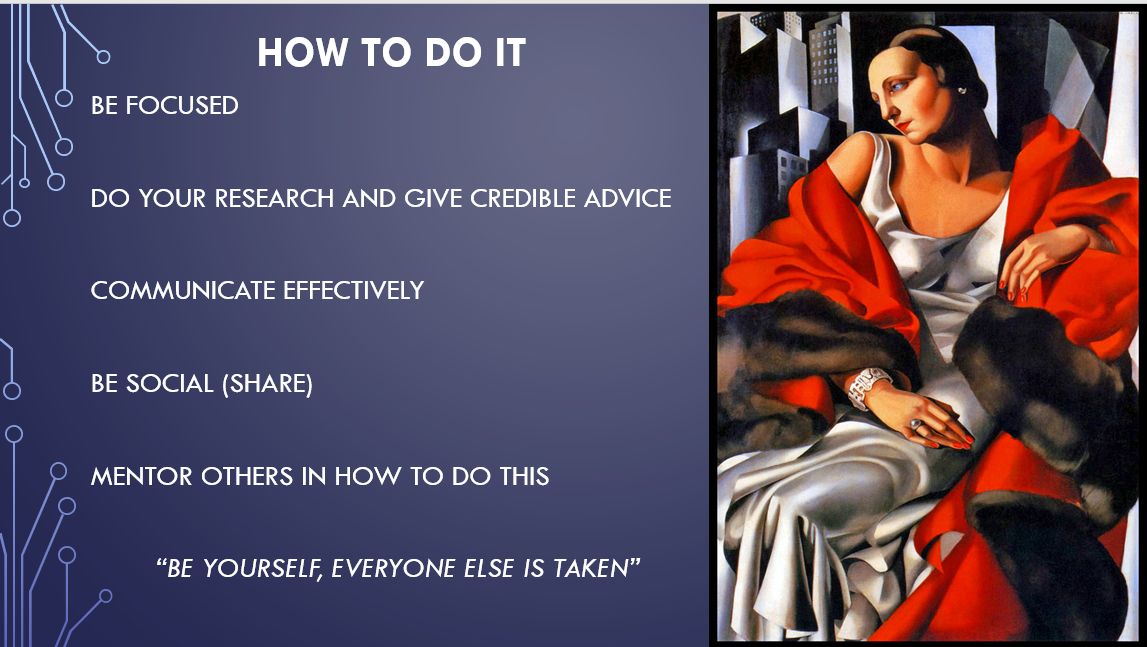 HOW TO DO IT
BE FOCUSED
DO YOUR RESEARCH AND GIVE CREDIBLE ADVICE
COMMUNICATE EFFECTIVELY
BE SOCIAL (SHARE)
MENTOR OTHERS IN HOW TO DO THIS
“BE YOURSELF, EVERYONE ELSE IS TAKEN”